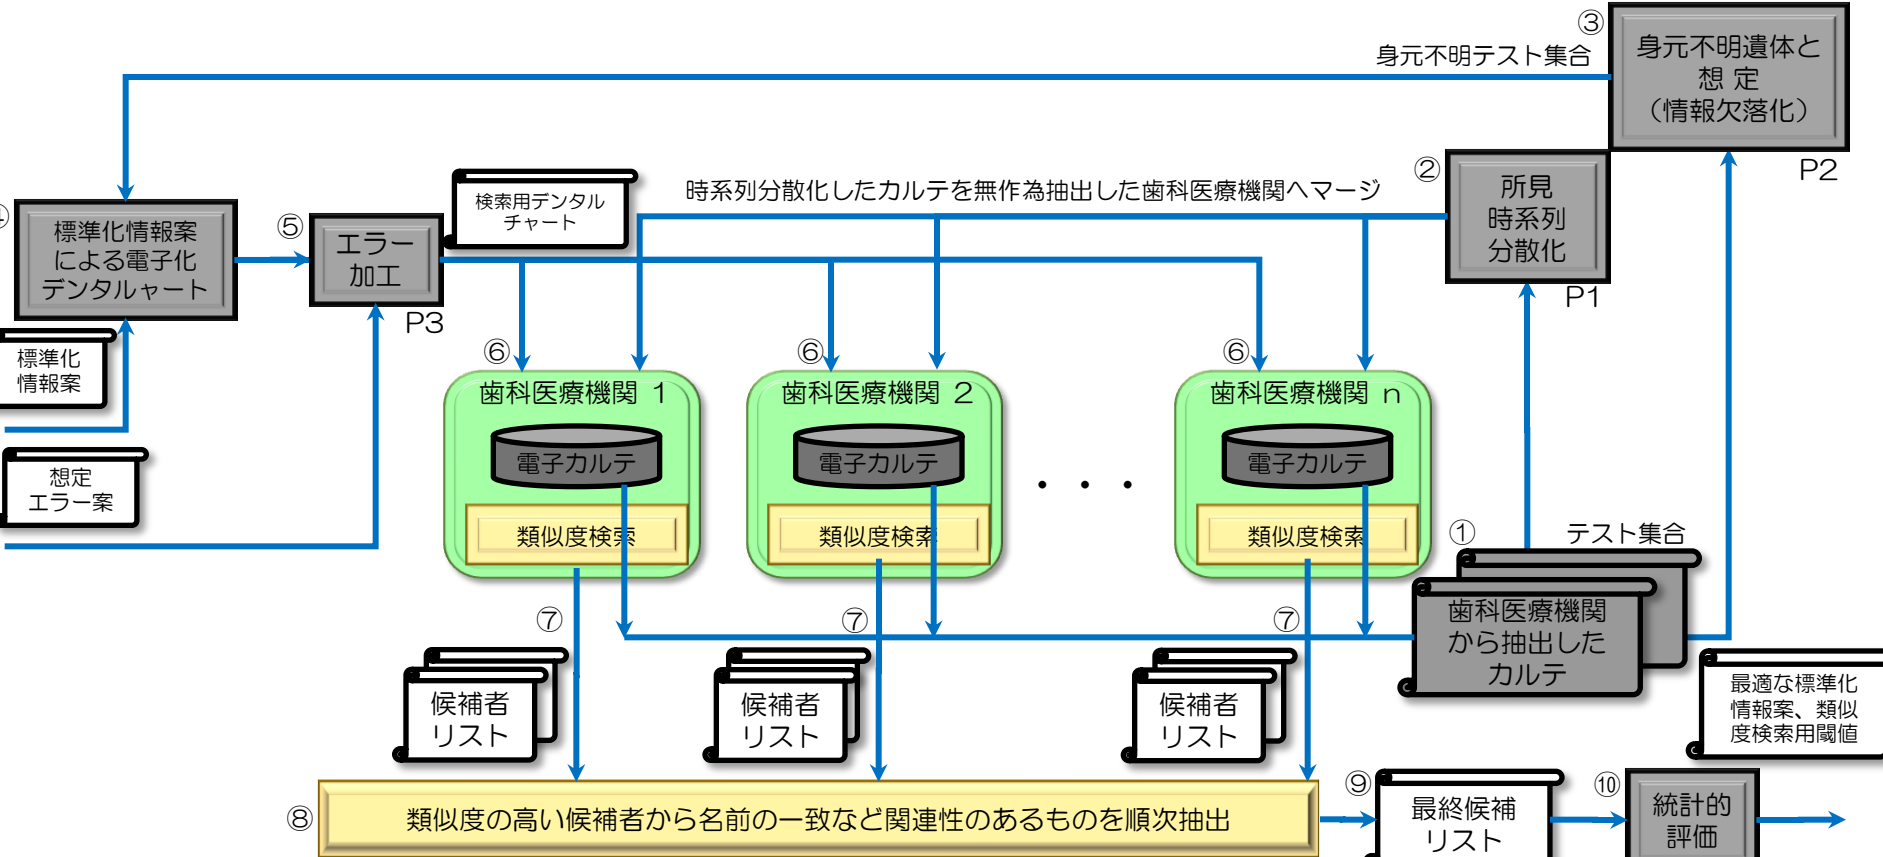 ③
身元不明遺体と
想 定
(情報欠落化)
P2
身元不明テスト集合
②
所見
時系列
分散化
P1
時系列分散化したカルテを無作為抽出した歯科医療機関へマージ
検索用デンタル
チャート
標準化情報案
による電子化
デンタルャート
⑤
エラー
加工
P3
標準化
情報案
想定
エラー案
⑥
歯科医療機関 1
電子カルテ
類似度検索
⑥
歯科医療機関 2
電子カルテ
類似度検索
・・・
⑥
歯科医療機関 n
電子カルテ
類似度検索
①
テスト集合
歯科医療機関
から抽出した
カルテ
⑦
候補者
リスト
⑦
候補者
リスト
⑦
候補者
リスト
最適な標準化
情報案、類似
度検索用閾値
⑧
類似度の高い候補者から名前の一致など関連性のあるものを順次抽出
⑨
最終候補
リスト
⑩
統計的
評価